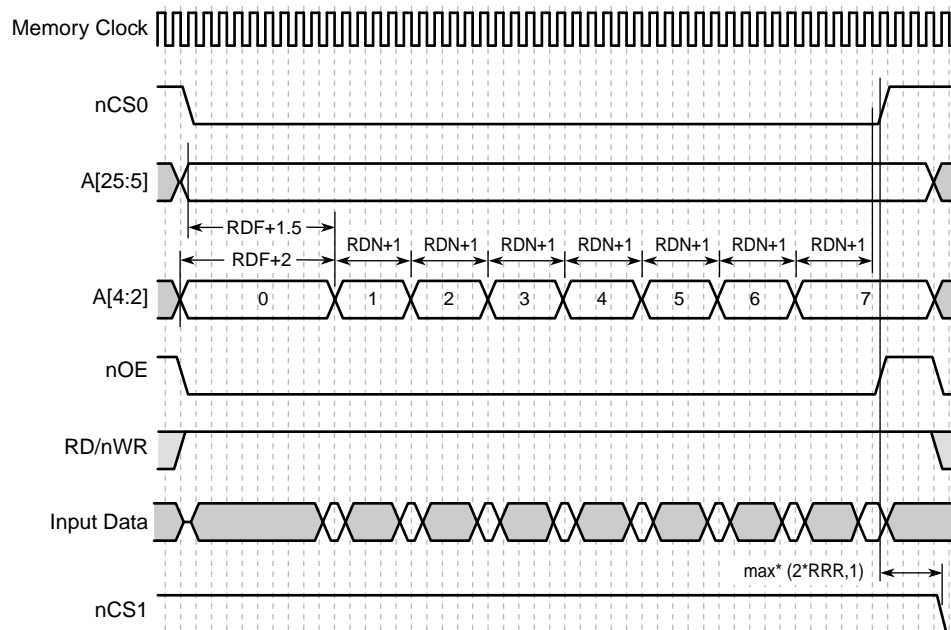 Memory Clock
nCS0
A[25:5]
RDF+1.5
RDF+2
RDN+1 RDN+1 RDN+1 RDN+1 RDN+1 RDN+1 RDN+1
A[4:2]
0 1 2 3 4 5 6 7
nOE
RD/nWR
Input Data
max* (2*RRR,1)
nCS1